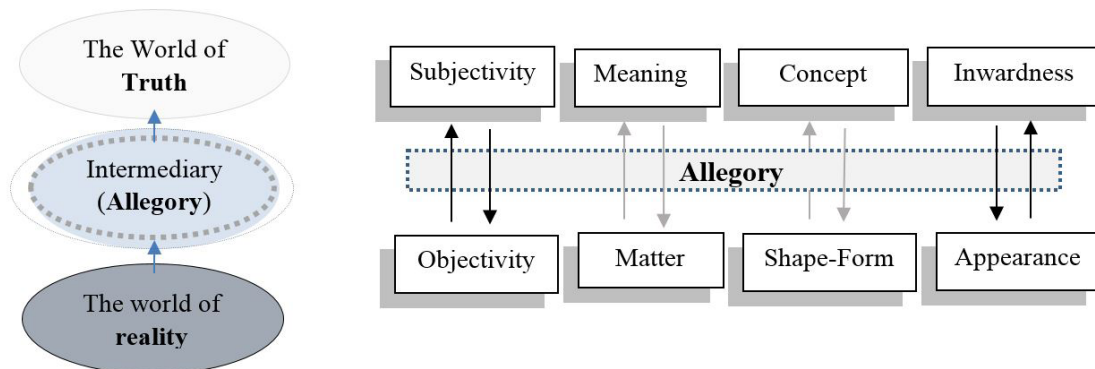 The World of
Truth
Intermediary
(Allegory)
The world of
reality
Subjectivity
Meaning
Concept
Inwardness
Allegory
Objectivity
Matter
Shape-Form
Appearance